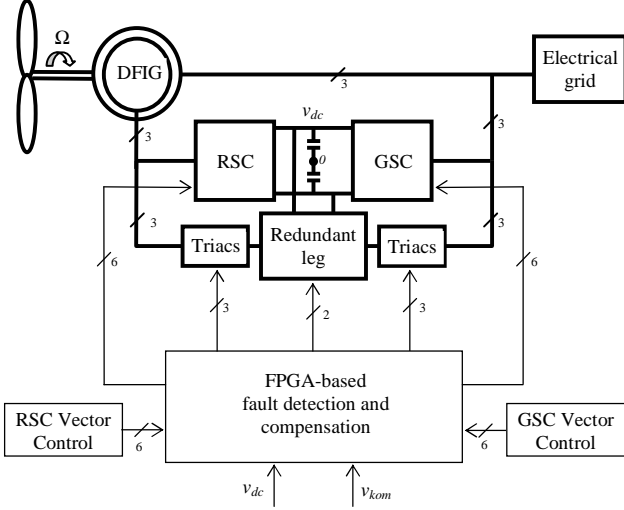 Ω
DFIG
Electrical
grid
3
v_dc
3
3
RSC
0
GSC
3
3
Triacs
Redundant
leg
Triacs
6
6
3
2
3
FPGA-based
fault detection and
compensation
RSC Vector
Control
6
GSC Vector
Control
6
v_dc
v_kom